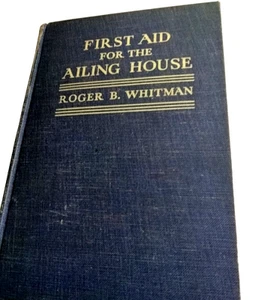 FIRST AID
FOR THE
AILING HOUSE
ROGER B. WHITMAN